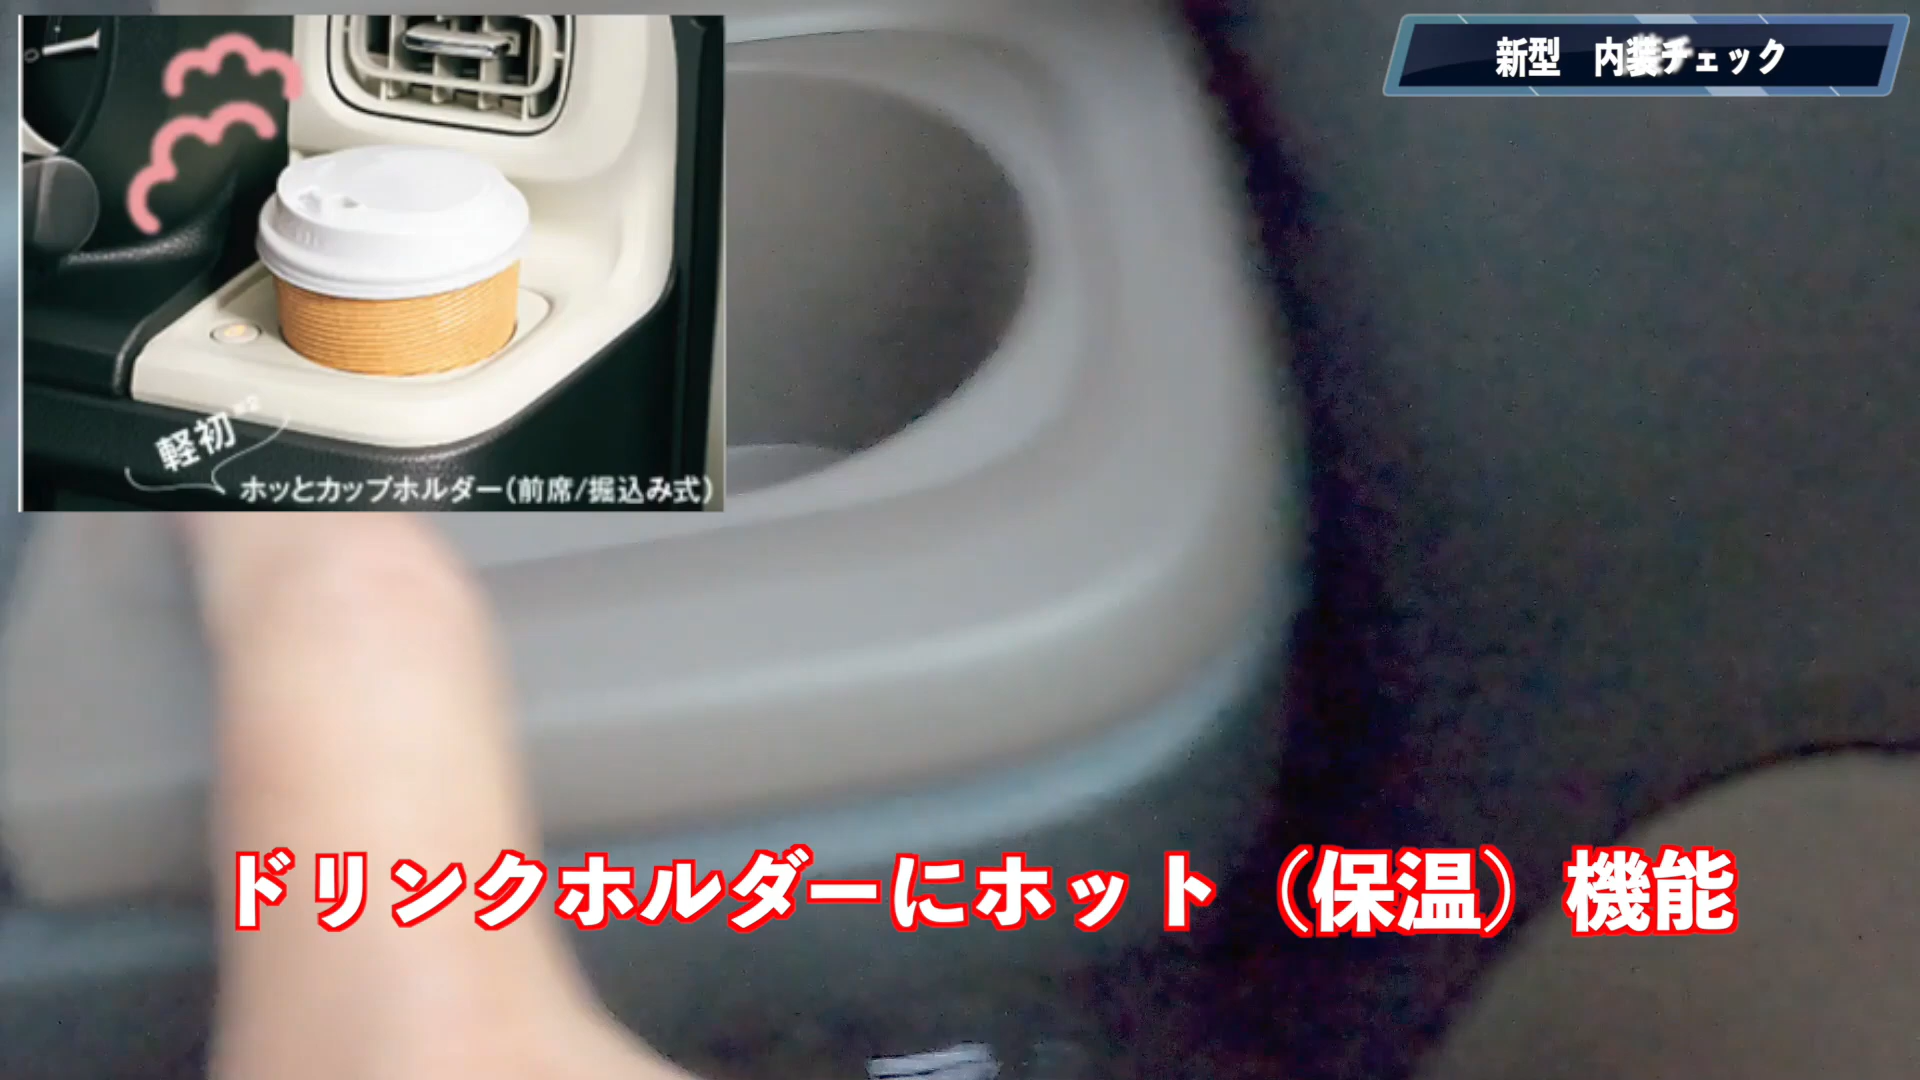 新型 内装チェック
軽初
ホッとカップホルダー(前席/掘込み式)
ドリンクホルダーにホット（保温）機能